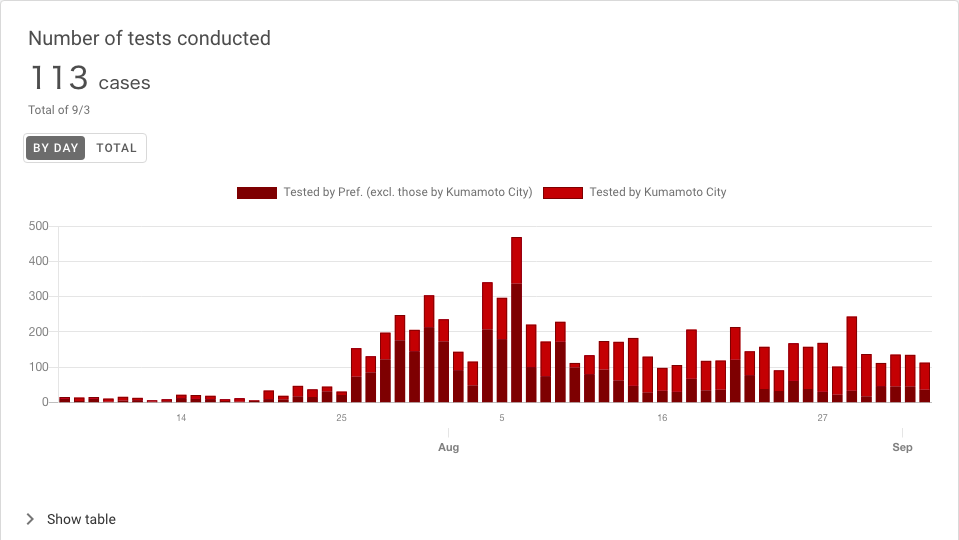 Number of tests conducted
113 cases
Total of 9/3
BY DAY TOTAL
Tested by Pref. (excl. those by Kumamoto City) Tested by Kumamoto City
500
400
300
200
100
0
14 25 5 16 27
Aug Sep
Show table